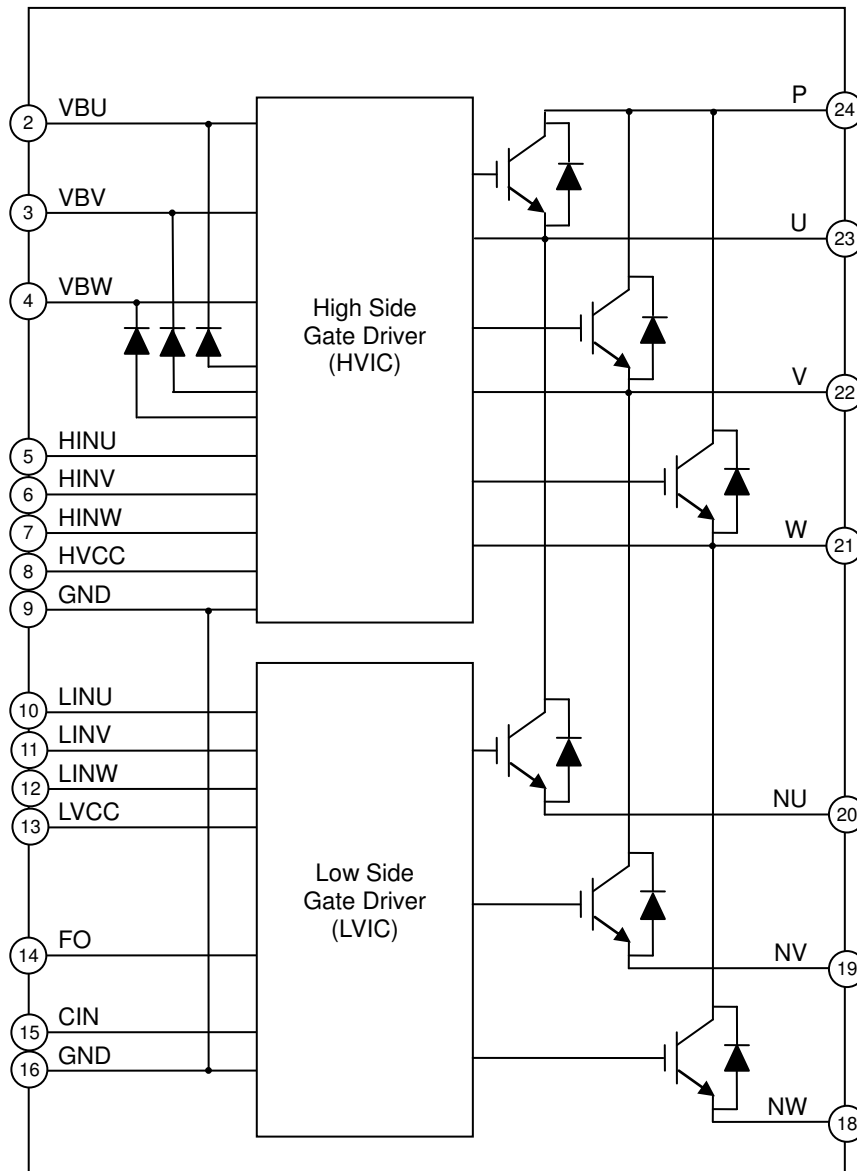 2 VBU
3 VBV
4 VBW
5 HINU
6 HINV
7 HINW
8 HVCC
9 GND
10 LINU
11 LINV
12 LINW
13 LVCC
14 FO
15 CIN
16 GND
High Side
Gate Driver
(HVIC)
Low Side
Gate Driver
(LVIC)
P 24
U 23
V 22
W 21
NU 20
NV 19
NW 18